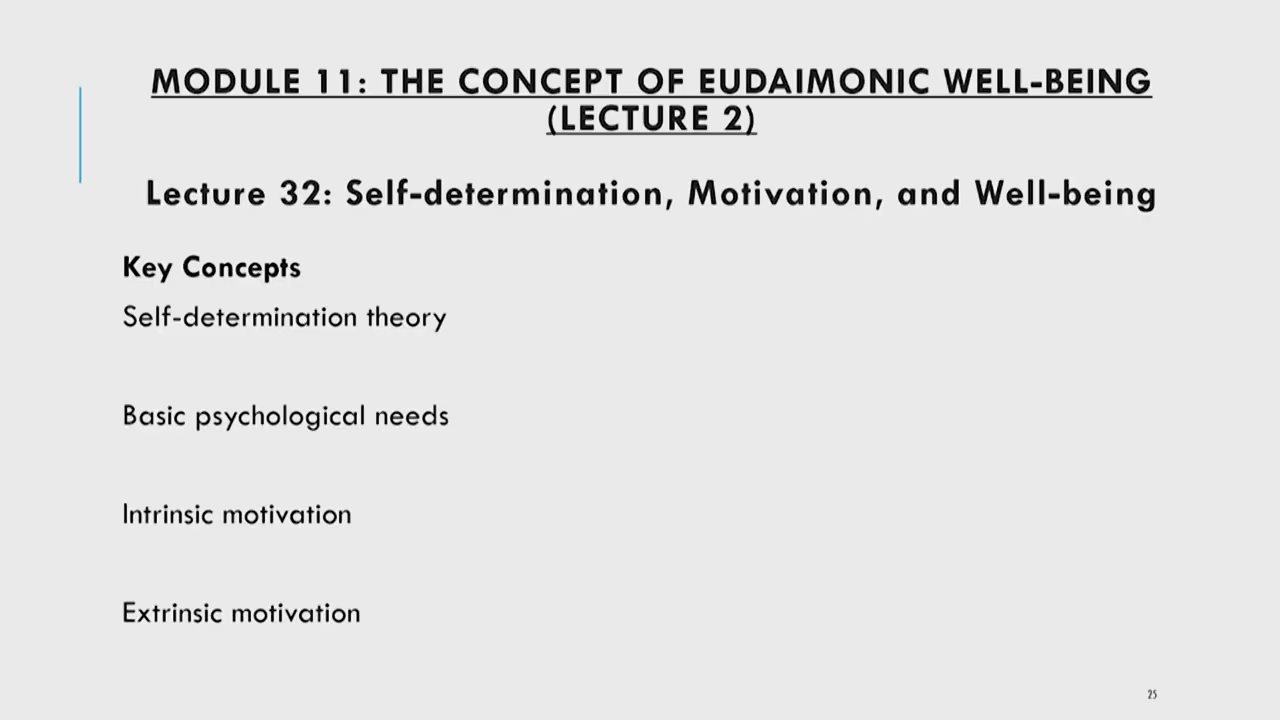 MODULE 11: THE CONCEPT OF EUDAIMONIC WELL-BEING
(LECTURE 2)
Lecture 32: Self-determination, Motivation, and Well-being
Key Concepts
Self-determination theory
Basic psychological needs
Intrinsic motivation
Extrinsic motivation
25